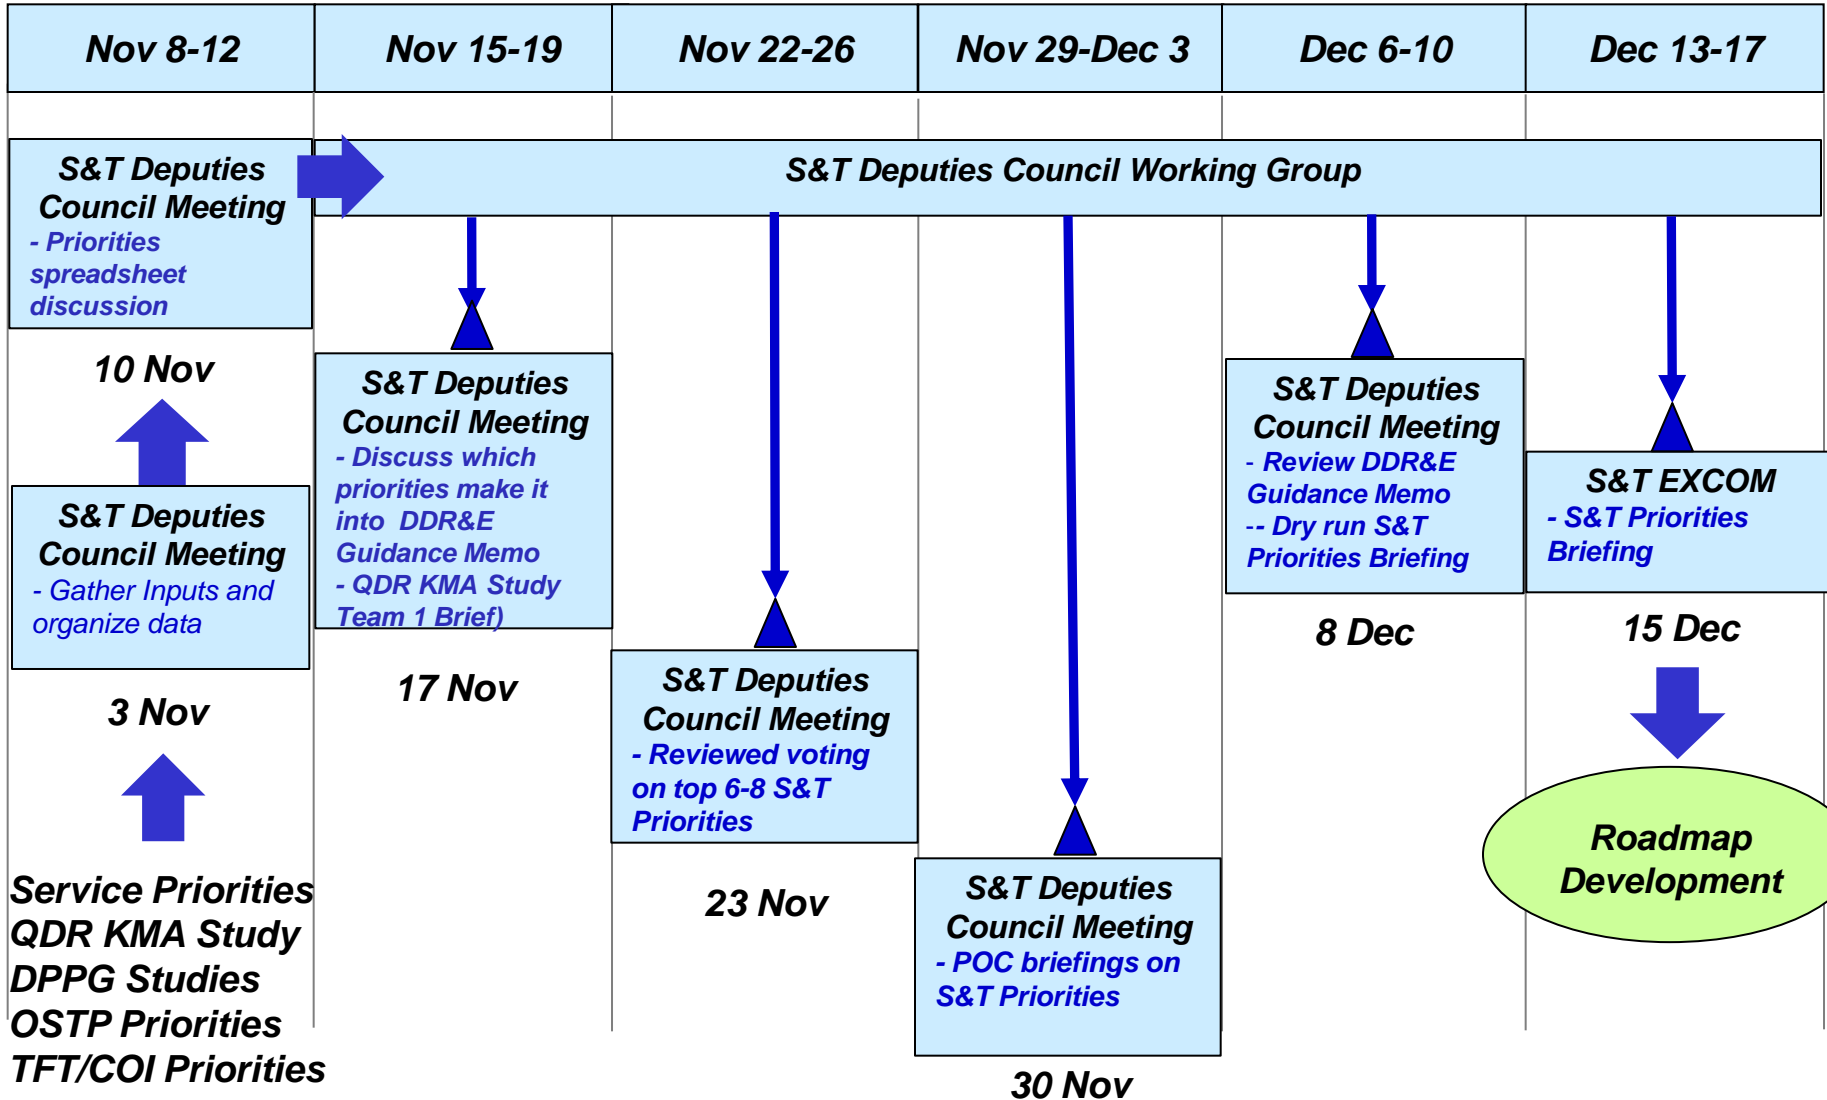 Nov 8-12
Nov 15-19
Nov 22-26
Nov 29-Dec 3
Dec 6-10
Dec 13-17
S&T Deputies
Council Meeting
- Priorities
spreadsheet
discussion
10 Nov
S&T Deputies
Council Meeting
- Gather Inputs and
organize data
3 Nov
Service Priorities
QDR KMA Study
DPPG Studies
OSTP Priorities
TFT/COI Priorities
S&T Deputies Council Working Group
S&T Deputies
Council Meeting
- Discuss which
priorities make it
into DDR&E
Guidance Memo
- QDR KMA Study
Team 1 Brief)
17 Nov
S&T Deputies
Council Meeting
- Reviewed voting
on top 6-8 S&T
Priorities
23 Nov
S&T Deputies
Council Meeting
- POC briefings on
S&T Priorities
30 Nov
S&T Deputies
Council Meeting
- Review DDR&E
Guidance Memo
-- Dry run S&T
Priorities Briefing
8 Dec
S&T EXCOM
- S&T Priorities
Briefing
15 Dec
Roadmap
Development